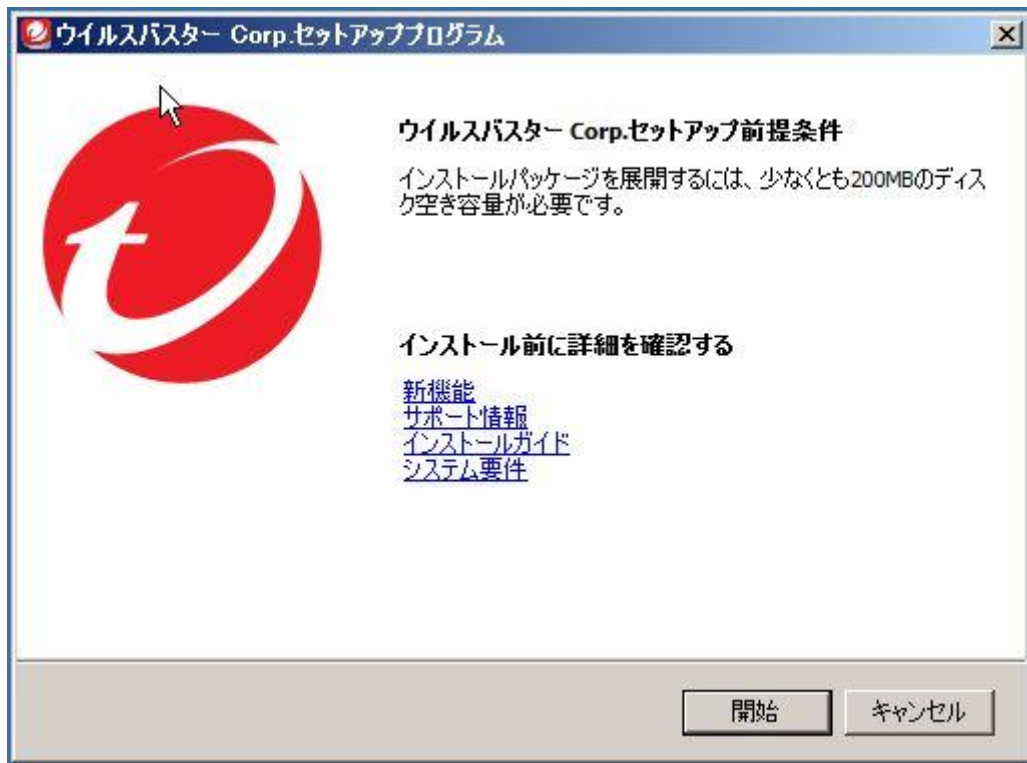 ウイルスバスター Corp.セットアッププログラム
ウイルスバスター Corp.セットアップ前提条件
インストールパッケージを展開するには、少なくとも200MBのディス
ク空き容量が必要です。
インストール前に詳細を確認する
新機能
サポート情報
インストールガイド
システム要件
開始
キャンセル